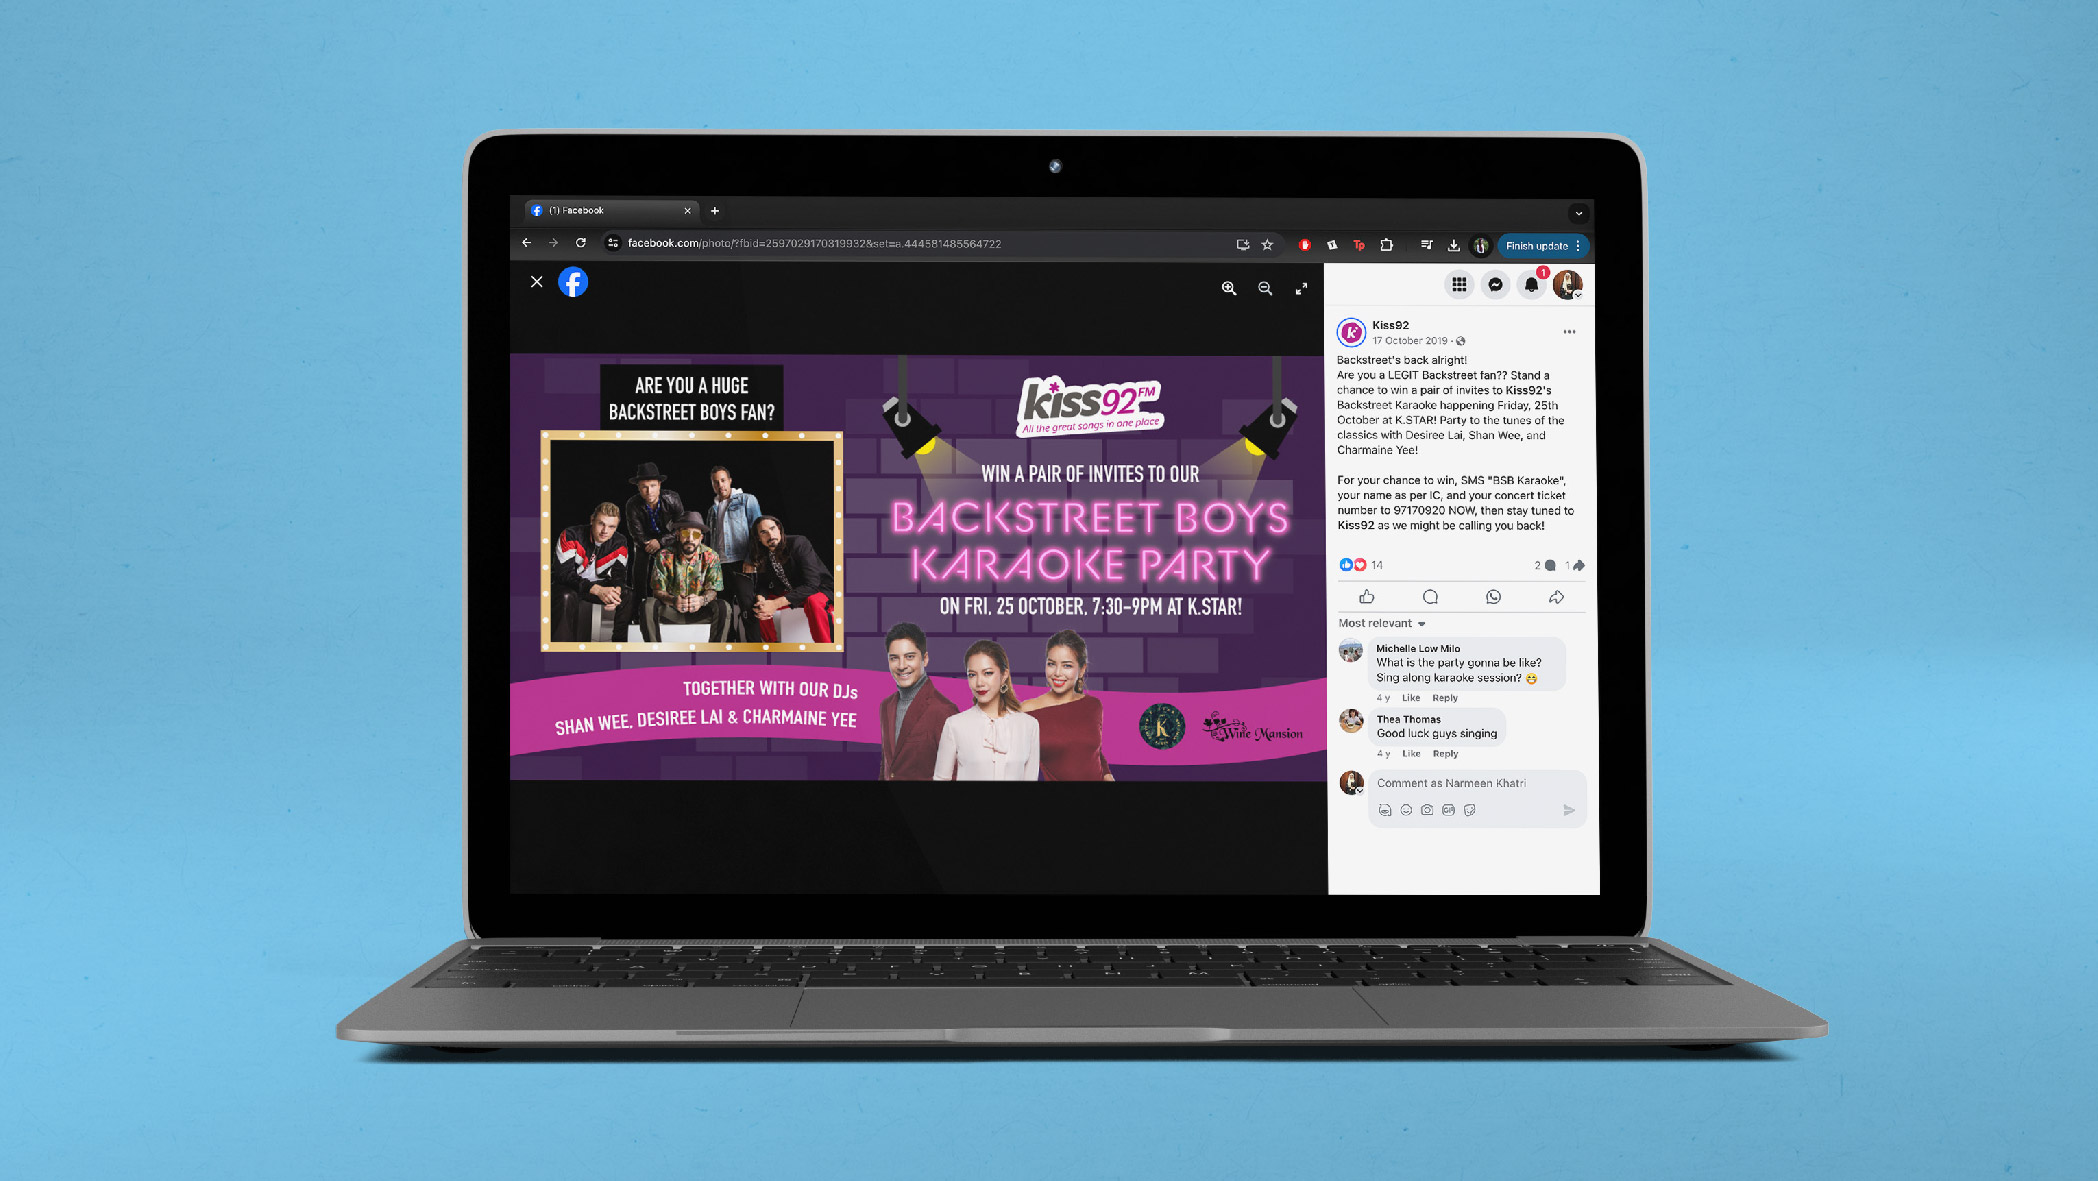 (1) Facebook
facebook.com/photo/?fbid=2597029170319932&set=a.444581485564722
Tp
Finish update
1
ARE YOU A HUGE
BACKSTREET BOYS FAN?
kiss92FM
All the great songs in one place
WIN A PAIR OF INVITES TO OUR
BACKSTREET BOYS
KARAOKE PARTY
ON FRI, 25 OCTOBER, 7:30-9PM AT K.STAR!
TOGETHER WITH OUR DJs
SHAN WEE, DESIREE LAI & CHARMAINE YEE
K
Wine Mansion
Kiss92
17 October 2019 ·
Backstreet's back alright!
Are you a LEGIT Backstreet fan?? Stand a
chance to win a pair of invites to Kiss92's
Backstreet Karaoke happening Friday, 25th
October at K.STAR! Party to the tunes of the
classics with Desiree Lai, Shan Wee, and
Charmaine Yee!
For your chance to win, SMS "BSB Karaoke",
your name as per IC, and your concert ticket
number to 97170920 NOW, then stay tuned to
Kiss92 as we might be calling you back!
14
2 1
Most relevant
Michelle Low Milo
What is the party gonna be like?
Sing along karaoke session? 😁
4 y Like Reply
Thea Thomas
Good luck guys singing
4 y Like Reply
Comment as Narmeen Khatri
GIF